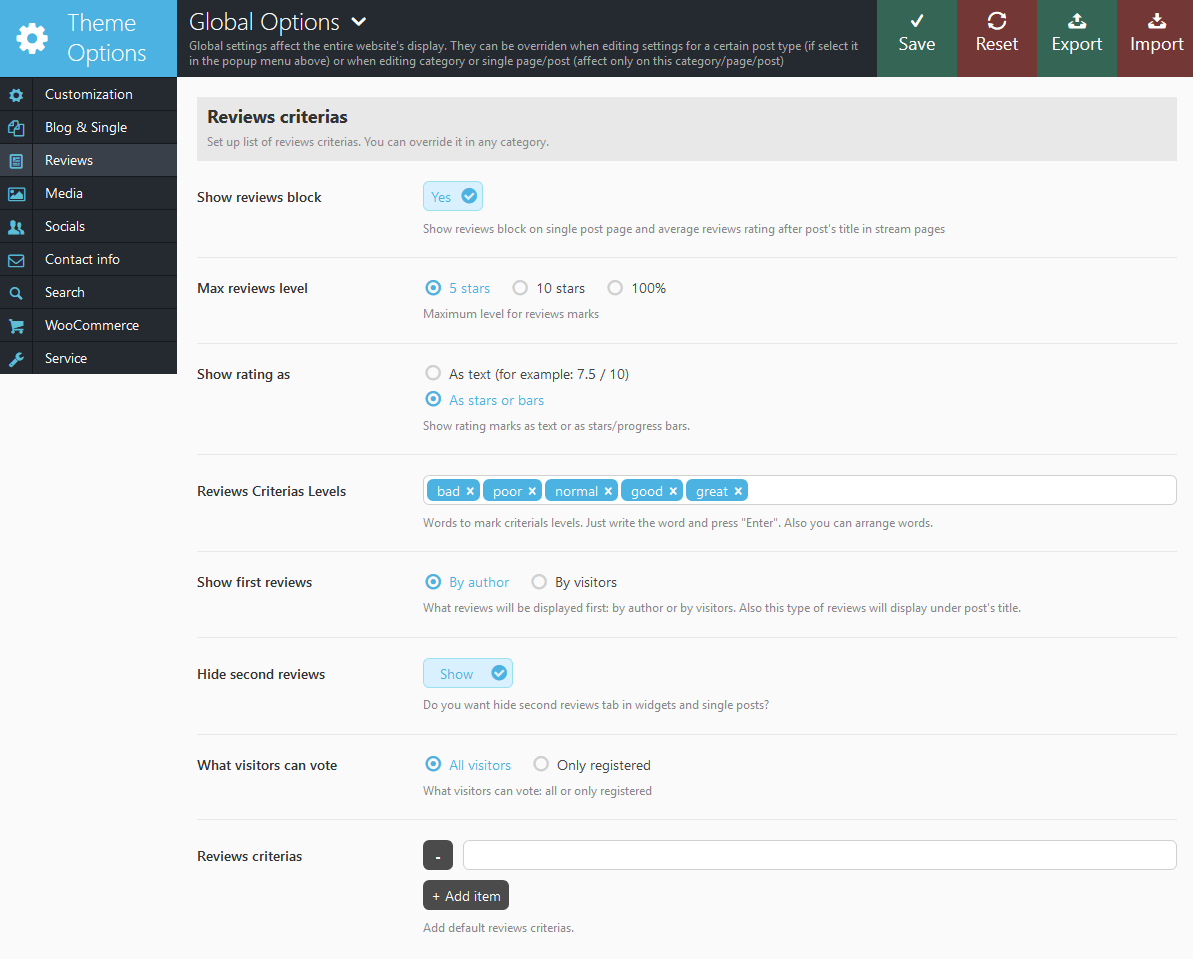 Theme
Options
Global Options
Global settings affect the entire website's display. They can be overriden when editing settings for a certain post type (if select it
in the popup menu above) or when editing category or single page/post (affect only on this category/page/post)
Save
Reset
Export
Import
Customization
Blog & Single
Reviews
Media
Socials
Contact info
Search
WooCommerce
Service
Reviews criterias
Set up list of reviews criterias. You can override it in any category.
Show reviews block
Yes
Show reviews block on single post page and average reviews rating after post's title in stream pages
Max reviews level
5 stars
10 stars
100%
Maximum level for reviews marks
Show rating as
As text (for example: 7.5 / 10)
As stars or bars
Show rating marks as text or as stars/progress bars.
Reviews Criterias Levels
bad x
poor x
normal x
good x
great x
Words to mark criterials levels. Just write the word and press "Enter". Also you can arrange words.
Show first reviews
By author
By visitors
What reviews will be displayed first: by author or by visitors. Also this type of reviews will display under post's title.
Hide second reviews
Show
Do you want hide second reviews tab in widgets and single posts?
What visitors can vote
All visitors
Only registered
What visitors can vote: all or only registered
Reviews criterias
-
+ Add item
Add default reviews criterias.